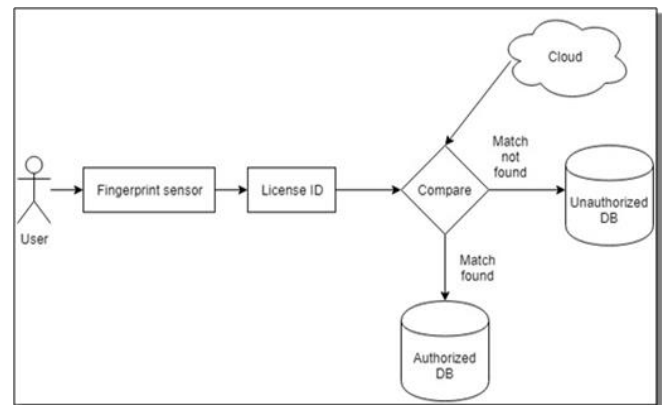 Cloud
Match
not
found
Fingerprint sensor
License ID
Compare
Unauthorized
DB
User
Match
found
Authorized
DB